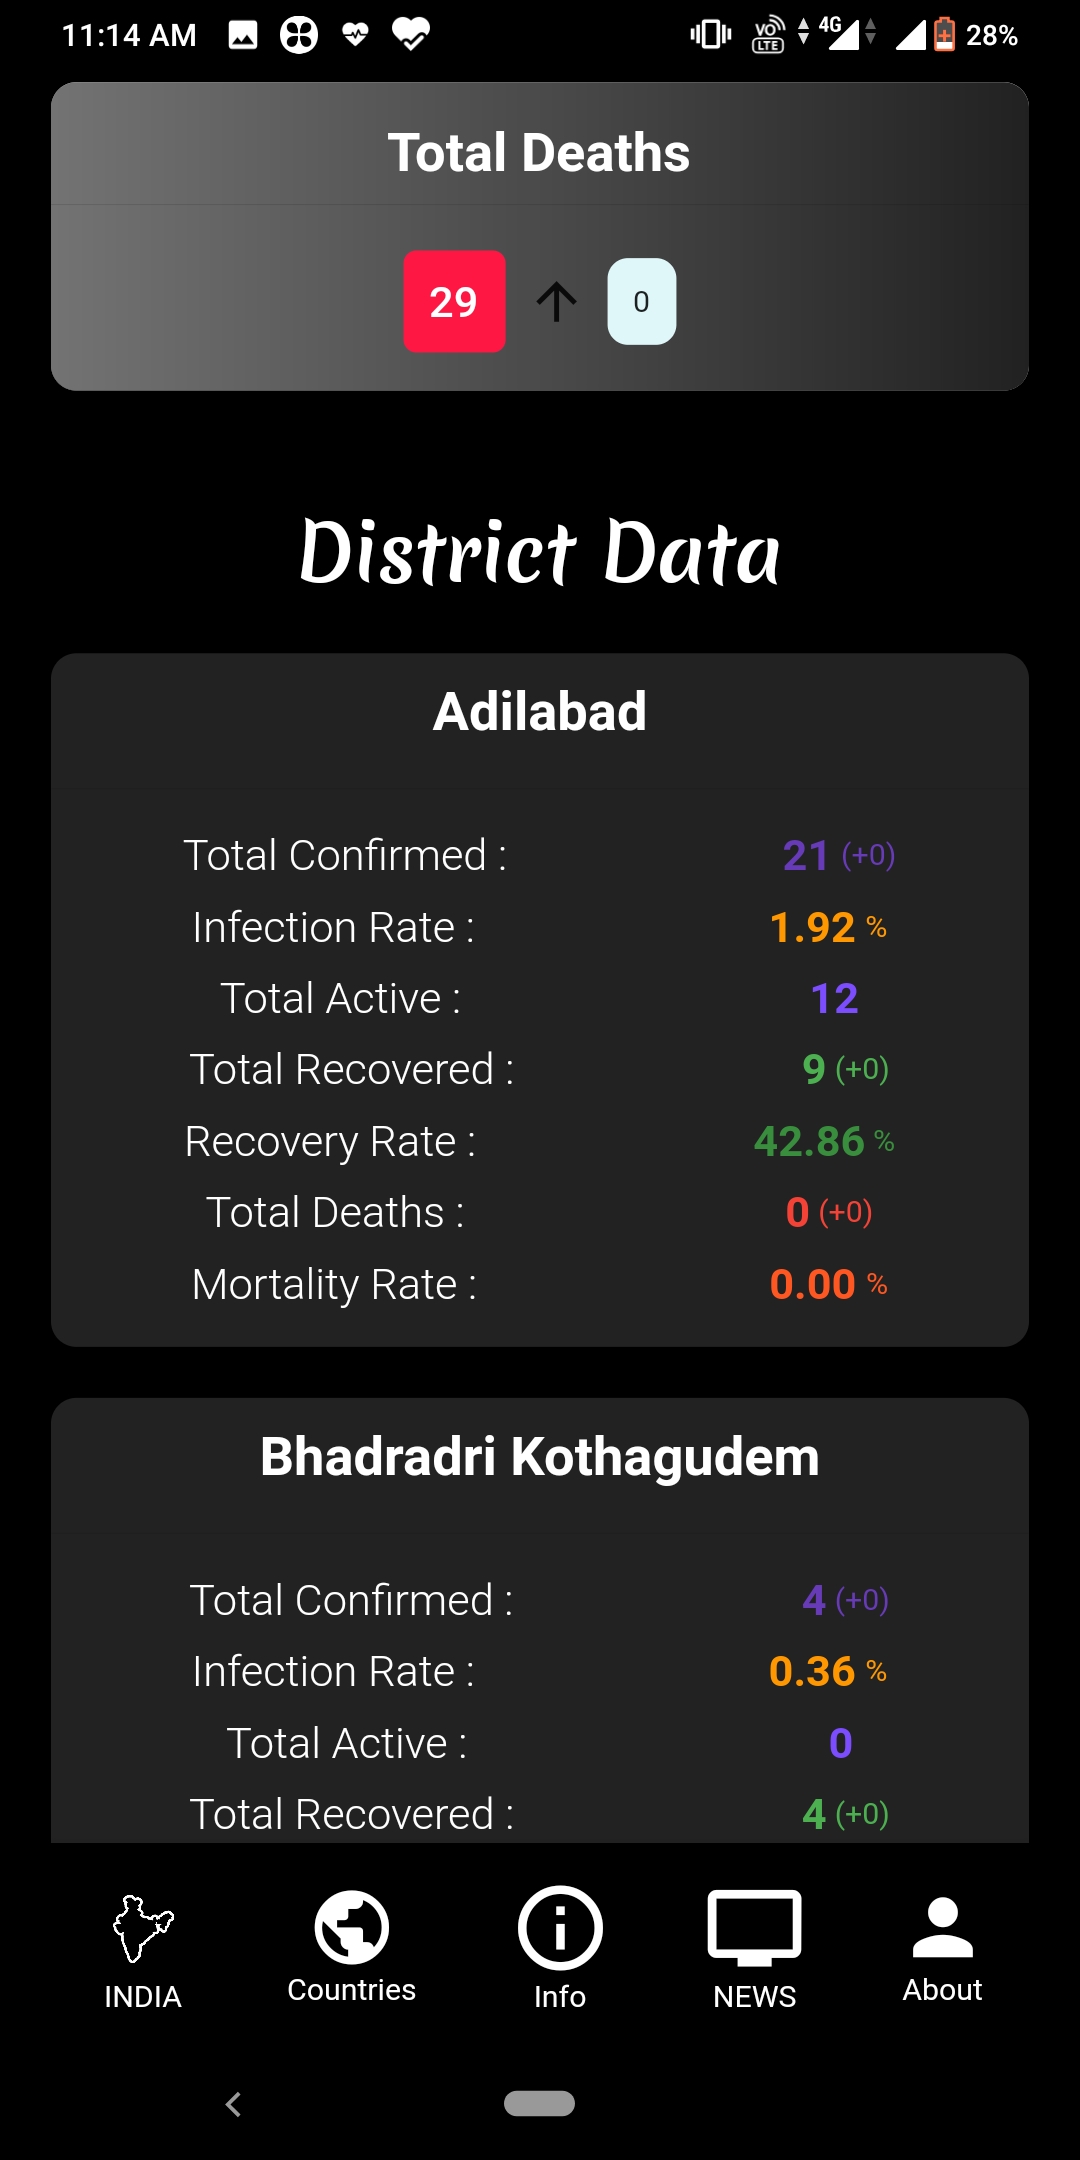 11:14 AM VO LTE 4G 28%
Total Deaths
29 0
District Data
Adilabad
Total Confirmed : 21 (+0)
Infection Rate : 1.92 %
Total Active : 12
Total Recovered : 9 (+0)
Recovery Rate : 42.86 %
Total Deaths : 0 (+0)
Mortality Rate : 0.00 %
Bhadradri Kothagudem
Total Confirmed : 4 (+0)
Infection Rate : 0.36 %
Total Active : 0
Total Recovered : 4 (+0)
INDIA Countries Info NEWS About